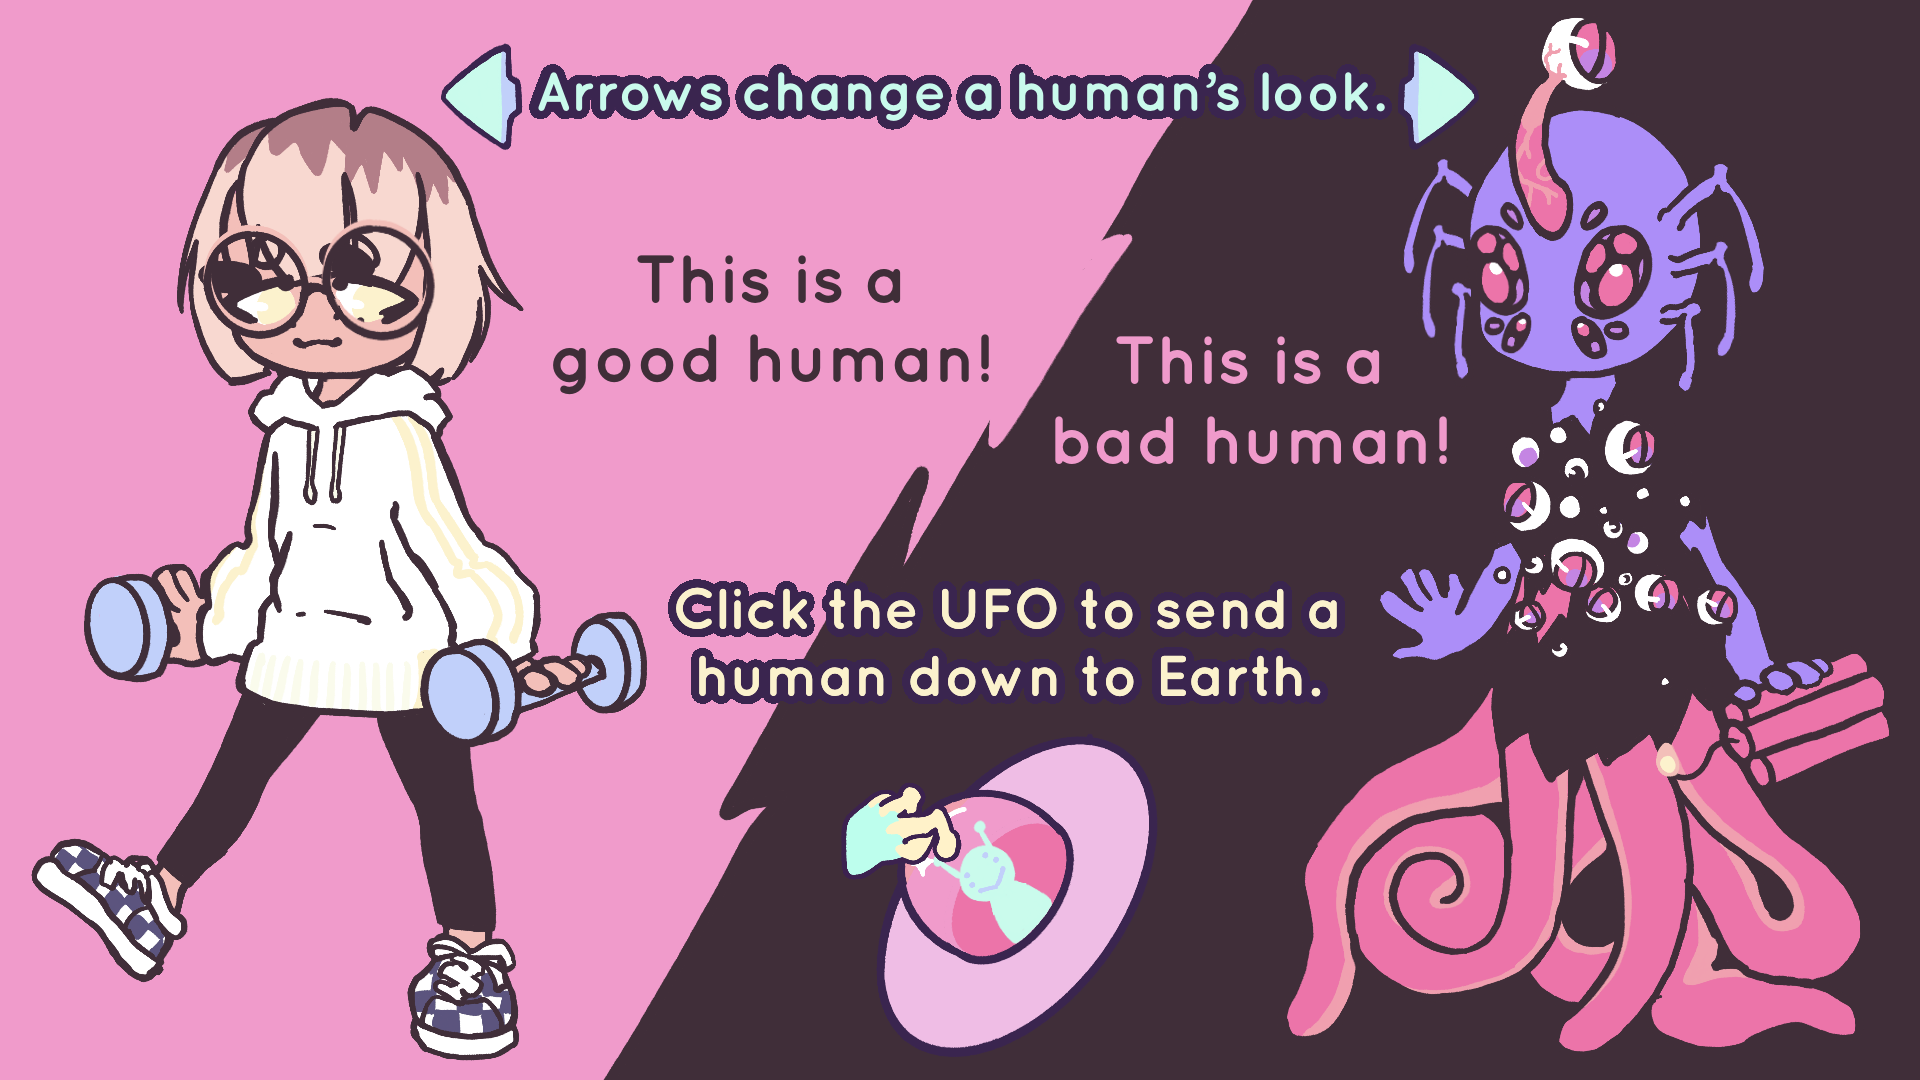 Arrows change a human's look.
This is a
good human!
This is a
bad human!
Click the UFO to send a
human down to Earth.